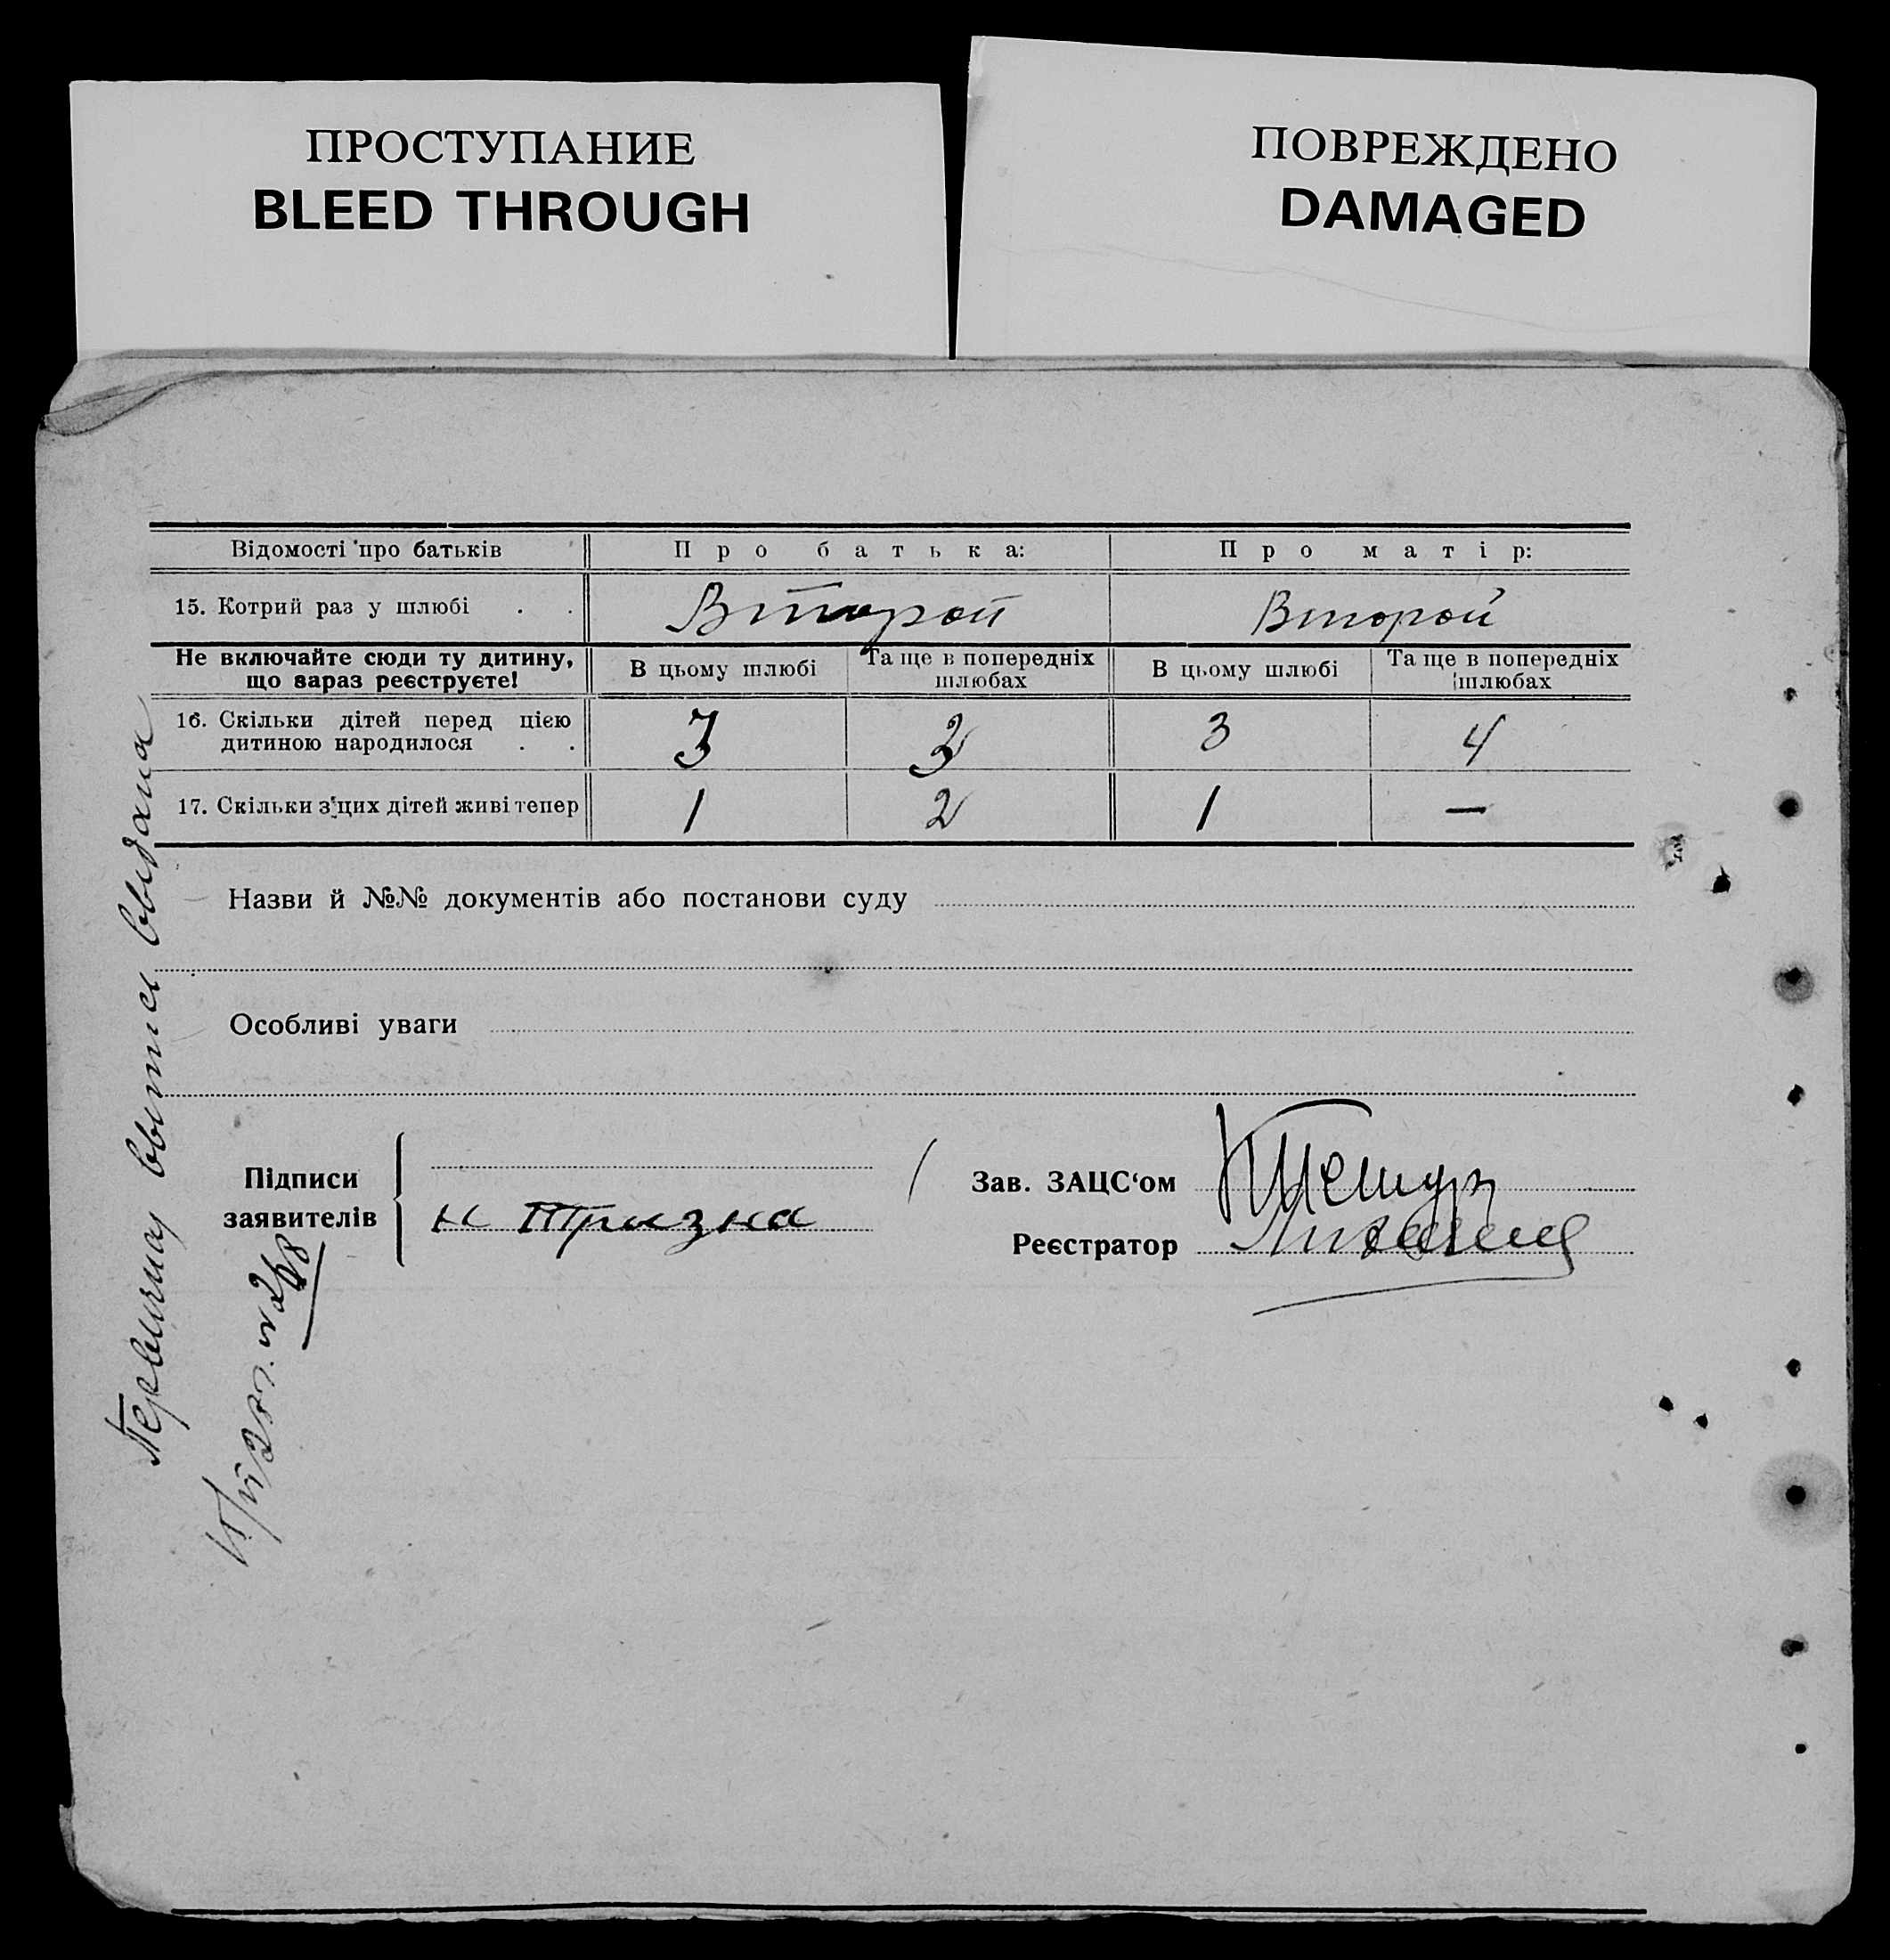 ПРОСТУПАНИЕ
BLEED THROUGH
ПОВРЕЖДЕНО
DAMAGED
Відомості про батьків Про батька: Про матір:
15. Котрий раз у шлюбі . . Второй Второй
Не включайте сюди ту дитину, що зараз реєструєте!
В цьому шлюбі
Та ще в попередніх
шлюбах
В цьому шлюбі
Та ще в попередніх
шлюбах
16. Скільки дітей перед цією
дитиною народилося . .
3 3 4
17. Скільки з цих дітей живі тепер 1 2 1 —
Назви й №№ документів або постанови суду
Особливі уваги
Підписи
заявителів
Н Тризна
Зав. ЗАЦС‘ом
Реєстратор
выпись выдана